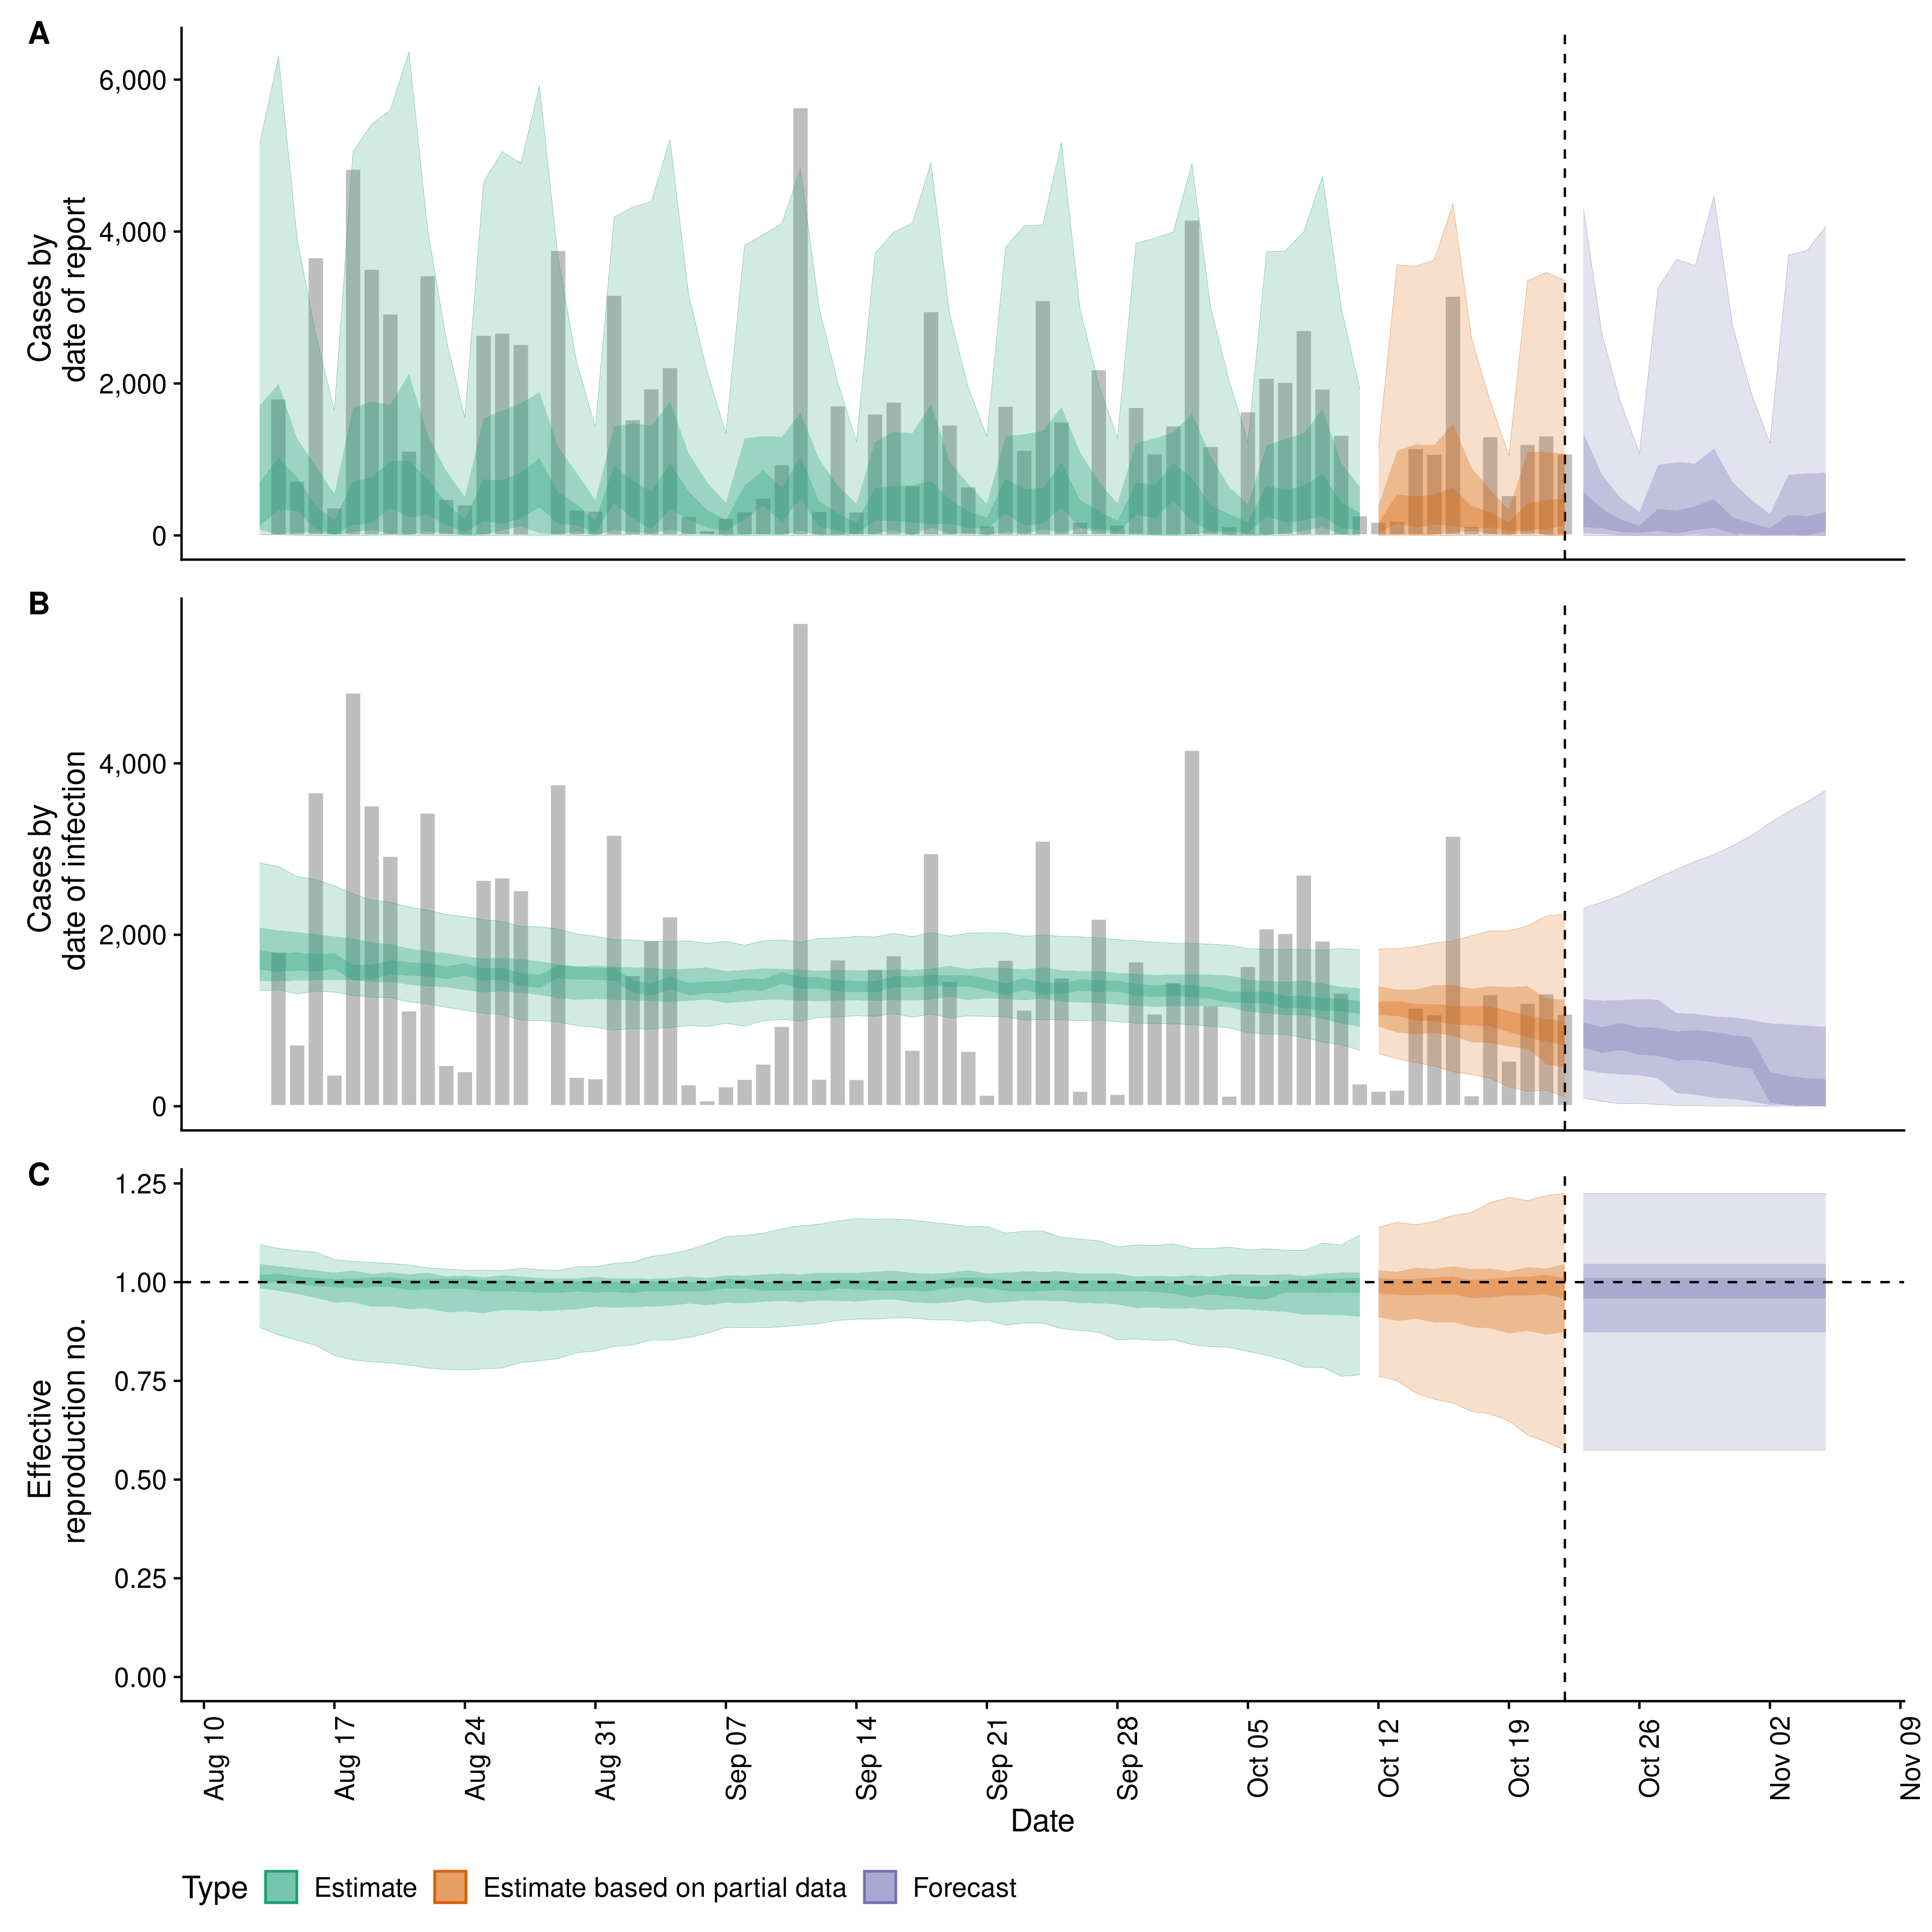 A
Cases by
date of report
6,000
4,000
2,000
0
B
Cases by
date of infection
4,000
2,000
0
C
Effective
reproduction no.
1.25
1.00
0.75
0.50
0.25
0.00
Aug 10
Aug 17
Aug 24
Aug 31
Sep 07
Sep 14
Sep 21
Sep 28
Oct 05
Oct 12
Oct 19
Oct 26
Nov 02
Nov 09
Date
Type Estimate Estimate based on partial data Forecast